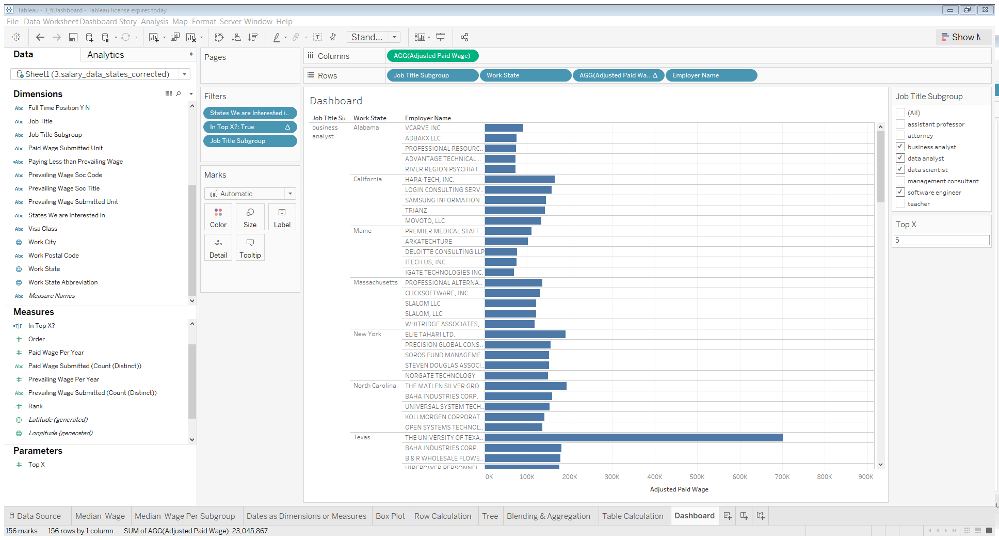 Tableau - 3_6Dashboard - Tableau license expires today
File Data Worksheet Dashboard Story Analysis Map Format Server Window Help
Stand...
Show M
Data
Analytics
Sheet1 (3.salary_data_states_corrected)
Dimensions
Abc Full Time Position Y N
Abc Job Title
Abc Job Title Subgroup
Abc Paid Wage Submitted Unit
=Abc Paying Less than Prevailing Wage
Abc Prevailing Wage Soc Code
Abc Prevailing Wage Soc Title
Abc Prevailing Wage Submitted Unit
=Abc States We are Interested in
Abc Visa Class
Work City
Abc Work Postal Code
Work State
Work State Abbreviation
Abc Measure Names
Measures
=T|F In Top X?
# Order
# Paid Wage Per Year
Abc Paid Wage Submitted (Count (Distinct))
# Prevailing Wage Per Year
Abc Prevailing Wage Submitted (Count (Distinct))
=# Rank
Latitude (generated)
Longitude (generated)
Parameters
# Top X
Pages
Filters
States We are Interested i..
In Top X?: True Δ
Job Title Subgroup
Marks
Automatic
Color
Size
Label
Detail
Tooltip
Columns
AGG(Adjusted Paid Wage)
Rows
Job Title Subgroup
Work State
AGG(Adjusted Paid Wa.. Δ
Employer Name
Dashboard
Job Title Su.. Work State Employer Name
business analyst
Alabama
VCARVE INC
ADBAKX LLC
PROFESSIONAL RESOURC..
ADVANTAGE TECHNICAL ..
RIVER REGION PSYCHIAT..
California
HARA-TECH, INC.
LOGIN CONSULTING SERV..
SAMSUNG INFORMATION ..
TRIANZ
MOVOTO, LLC
Maine
PREMIER MEDICAL STAFF..
ARKATECHTURE
DELOITTE CONSULTING LLP
ITECH US, INC.
IGATE TECHNOLOGIES INC.
Massachusetts
PROFESSIONAL ALTERNA..
CLICKSOFTWARE, INC.
SLALOM LLC
SLALOM, LLC
WHITRIDGE ASSOCIATES, ..
New York
ELIE TAHARI LTD.
PRECISION GLOBAL CONS..
SOROS FUND MANAGEME..
STEVEN DOUGLAS ASSOCI..
NORGATE TECHNOLOGY
North Carolina
THE MATLEN SILVER GRO..
BAHA INDUSTRIES CORP.
UNIVERSAL SYSTEM TECH..
KOLLMORGEN CORPORAT..
OPEN SYSTEMS TECHNOL..
Texas
THE UNIVERSITY OF TEXA..
BAHA INDUSTRIES CORP.
B & R WHOLESALE FLOWE..
HIREPOWER PERSONNEL
0K 100K 200K 300K 400K 500K 600K 700K 800K 900K
Adjusted Paid Wage
Job Title Subgroup
(All)
assistant professor
attorney
business analyst
data analyst
data scientist
management consultant
software engineer
teacher
Top X
5
Data Source
Median Wage
Median Wage Per Subgroup
Dates as Dimensions or Measures
Box Plot
Row Calculation
Tree
Blending & Aggregation
Table Calculation
Dashboard
156 marks 156 rows by 1 column SUM of AGG(Adjusted Paid Wage): 23,045,867